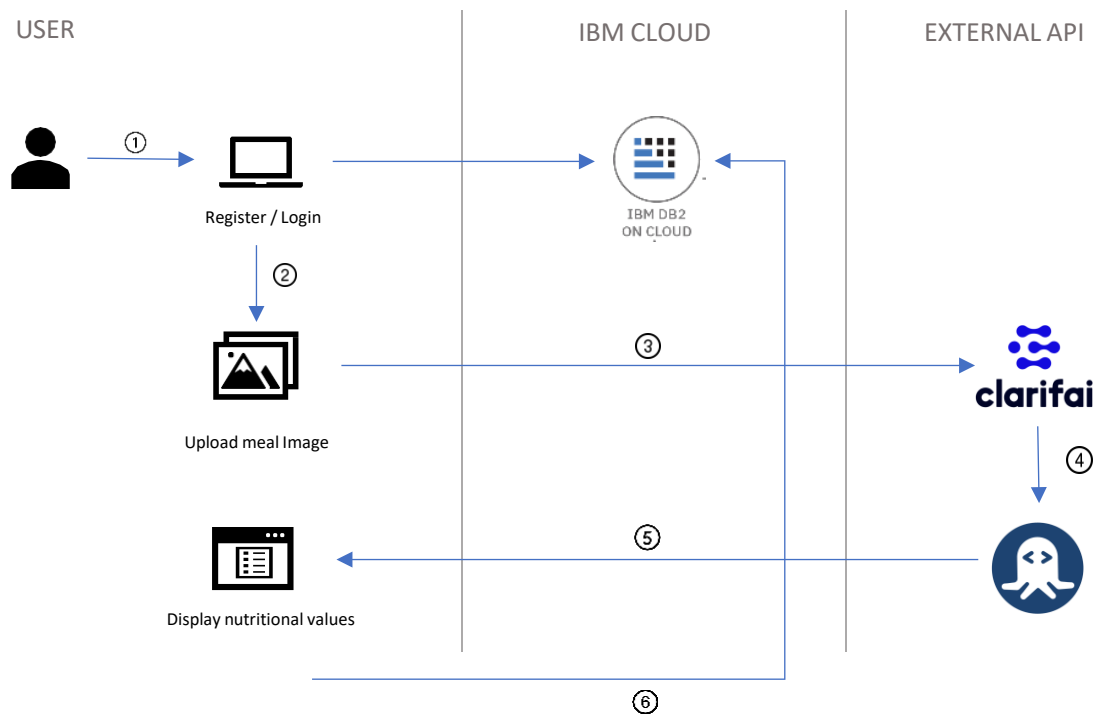 USER
IBM CLOUD
EXTERNAL API
1
Register / Login
IBM DB2
ON CLOUD
2
3
Upload meal Image
clarifai
4
5
< >
Display nutritional values
6